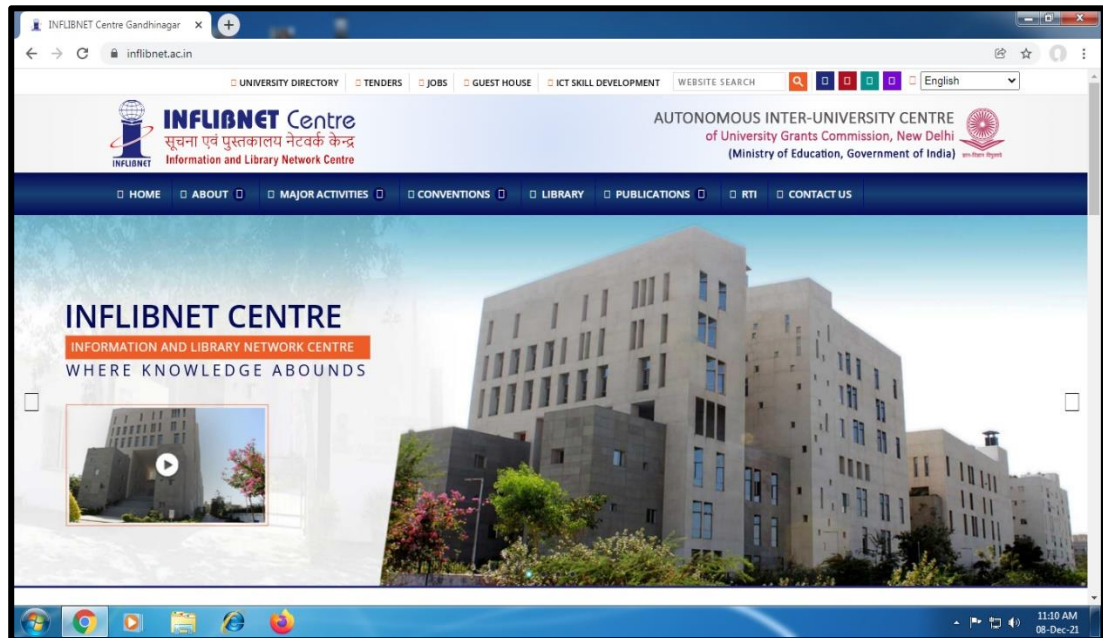 INFLIBNET Centre Gandhinagar
inflibnet.ac.in
UNIVERSITY DIRECTORY TENDERS JOBS GUEST HOUSE ICT SKILL DEVELOPMENT WEBSITE SEARCH English
INFLIBNET Centre
सूचना एवं पुस्तकालय नेटवर्क केन्द्र
Information and Library Network Centre
INFLIBNET
AUTONOMOUS INTER-UNIVERSITY CENTRE
of University Grants Commission, New Delhi
(Ministry of Education, Government of India)
ज्ञान-विज्ञान विमुक्तये
HOME ABOUT MAJOR ACTIVITIES CONVENTIONS LIBRARY PUBLICATIONS RTI CONTACT US
INFLIBNET CENTRE
INFORMATION AND LIBRARY NETWORK CENTRE
WHERE KNOWLEDGE ABOUNDS
11:10 AM
08-Dec-21